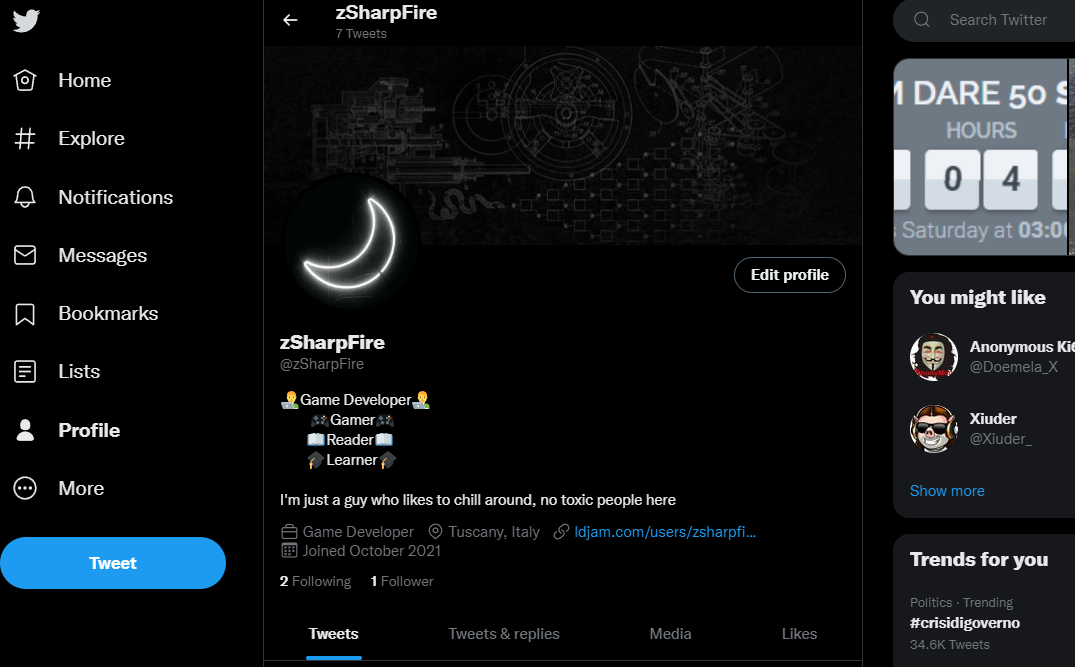 Home
Explore
Notifications
Messages
Bookmarks
Lists
Profile
More
Tweet
zSharpFire
7 Tweets
Edit profile
zSharpFire
@zSharpFire
👨‍💻Game Developer👨‍💻
🎮Gamer🎮
📖Reader📖
🎓Learner🎓
I'm just a guy who likes to chill around, no toxic people here
Game Developer Tuscany, Italy ldjam.com/users/zsharpfi...
Joined October 2021
2 Following 1 Follower
Tweets Tweets & replies Media Likes
Search Twitter
DARE 50
HOURS
0 4
Saturday at 03:0
You might like
Anonymous Ki
@Doemela_X
Xiuder
@Xiuder_
Show more
Trends for you
Politics · Trending
#crisidigoverno
34.6K Tweets